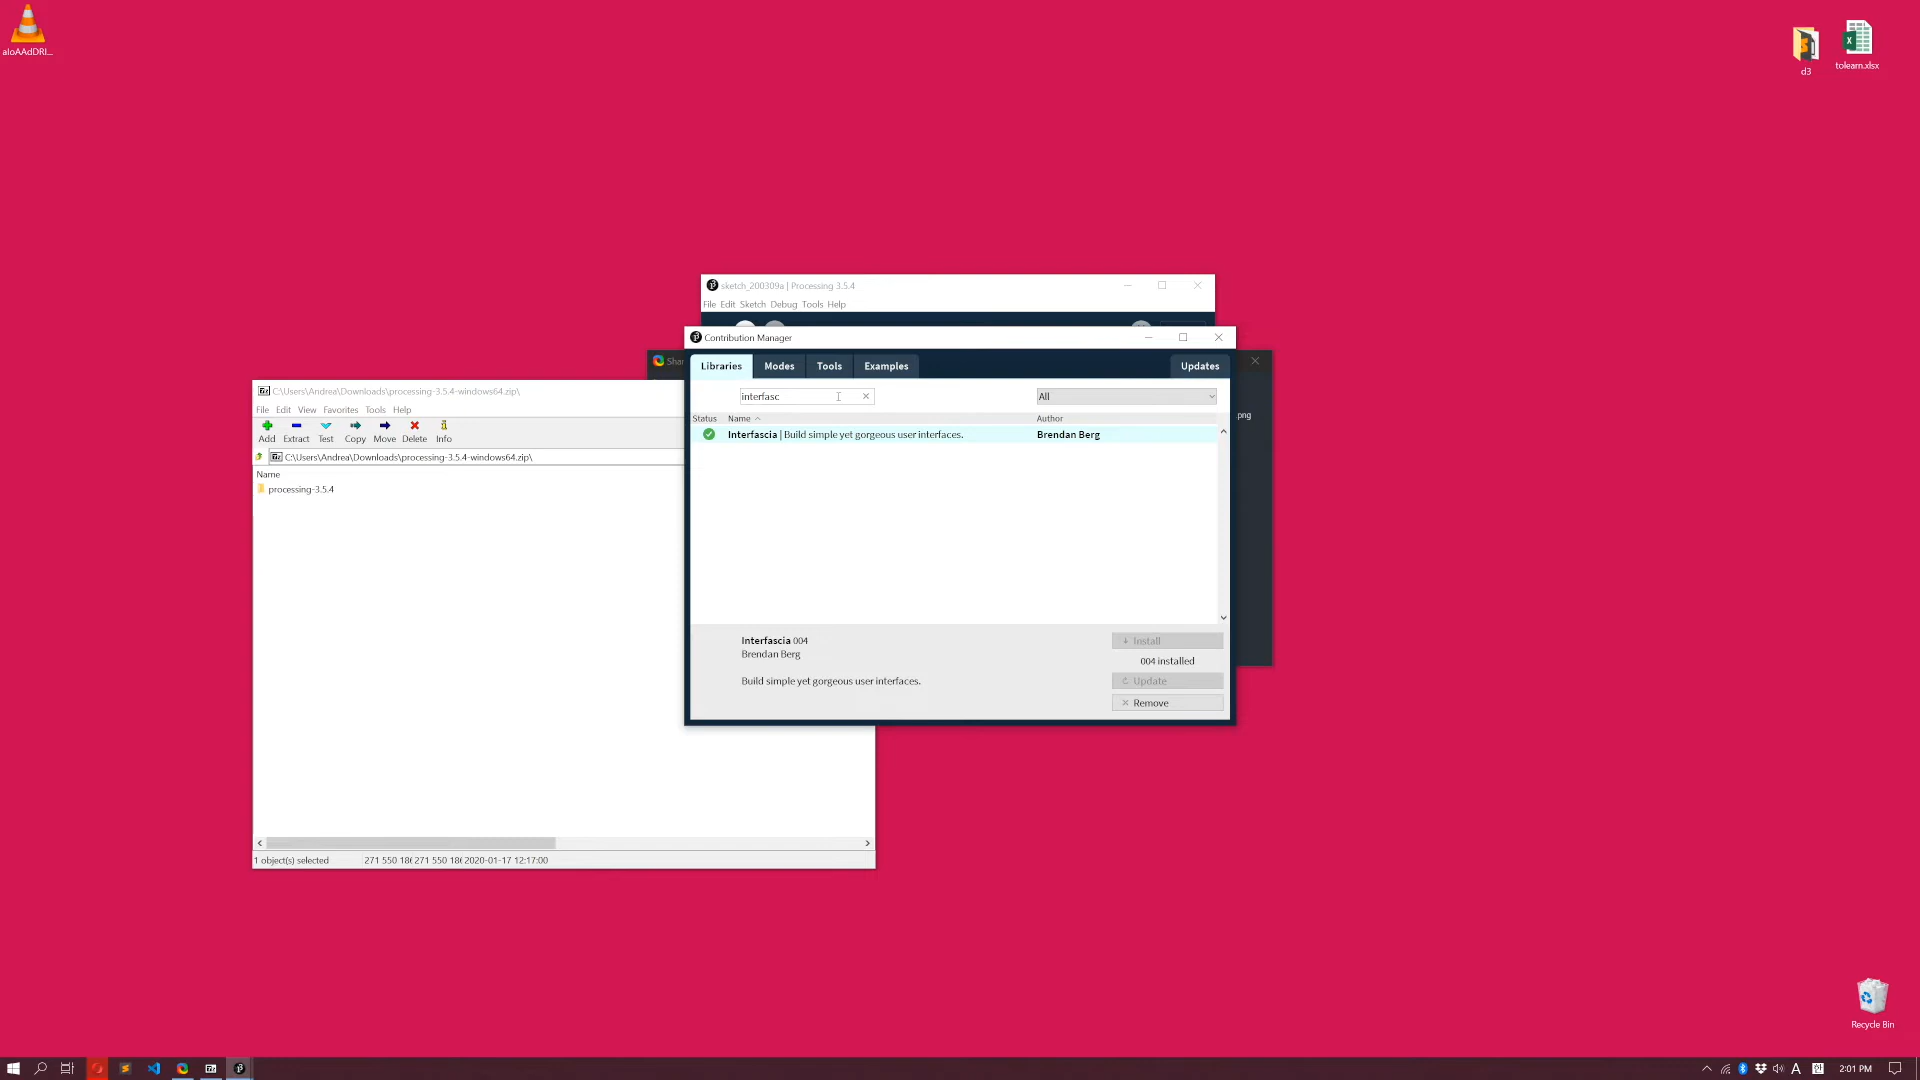 aloAAdDRI...
d3
tolearn.xlsx
sketch_200309a | Processing 3.5.4
File Edit Sketch Debug Tools Help
Contribution Manager
Shar
Libraries Modes Tools Examples Updates
interfasc
All
.png
Status Name Author
Interfascia | Build simple yet gorgeous user interfaces. Brendan Berg
C:\Users\Andrea\Downloads\processing-3.5.4-windows64.zip\
File Edit View Favorites Tools Help
Add Extract Test Copy Move Delete Info
C:\Users\Andrea\Downloads\processing-3.5.4-windows64.zip\
Name
processing-3.5.4
Interfascia 004
Brendan Berg
Build simple yet gorgeous user interfaces.
Install
004 installed
Update
Remove
1 object(s) selected 271 550 18 271 550 18 2020-01-17 12:17:00
Recycle Bin
A
2:01 PM